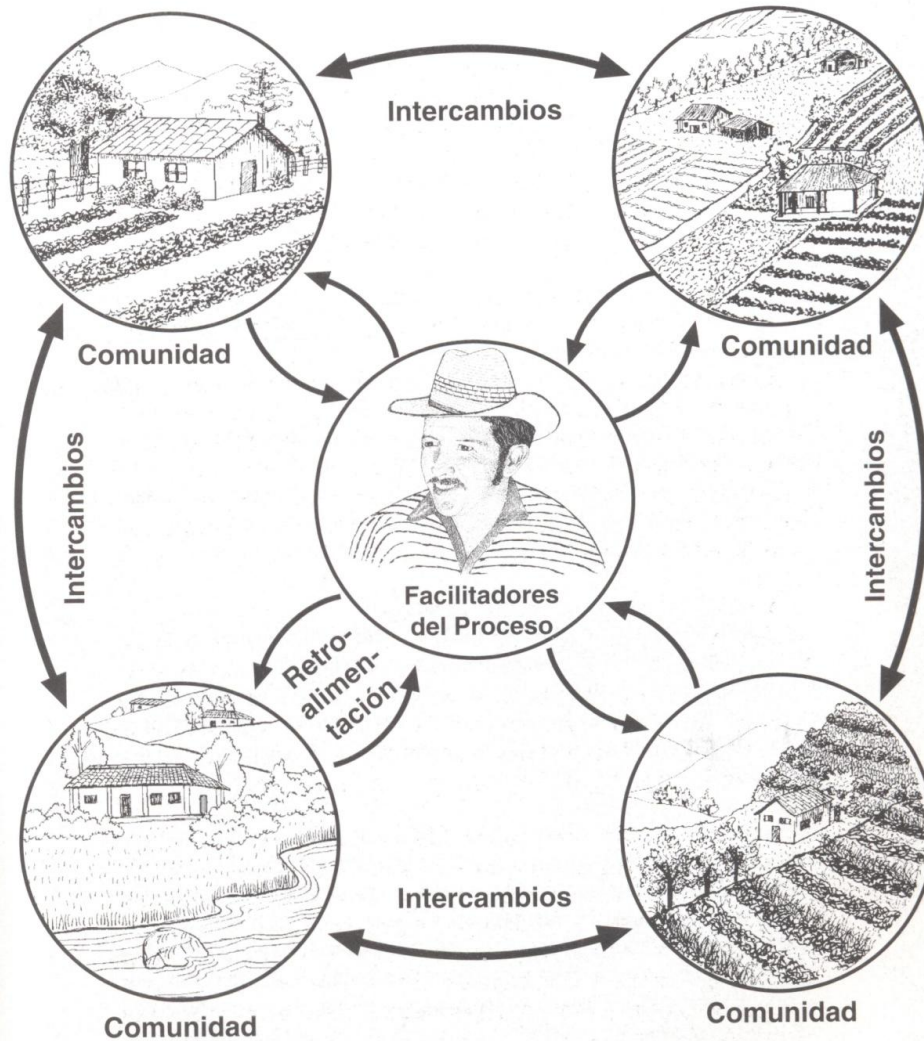 Intercambios
Comunidad
Comunidad
Intercambios
Intercambios
Facilitadores
del Proceso
Retro-
alimen-
tación
Intercambios
Comunidad
Comunidad